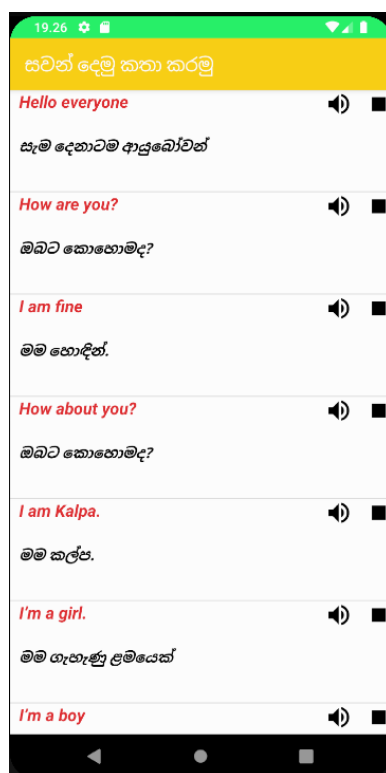 19.26
සවන් දෙමු කතා කරමු
Hello everyone
සැම දෙනාටම ආයුබෝවන්
How are you?
ඔබට කොහොමද?
I am fine
මම හොඳින්.
How about you?
ඔබට කොහොමද?
I am Kalpa.
මම කල්ප.
I'm a girl.
මම ගැහැණු ළමයෙක්
I'm a boy